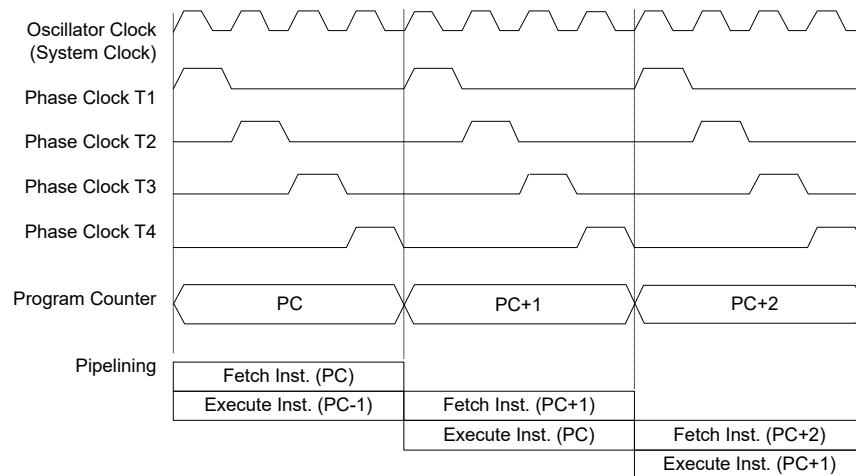 Oscillator Clock
(System Clock)
Phase Clock T1
Phase Clock T2
Phase Clock T3
Phase Clock T4
Program Counter
PC
PC+1
PC+2
Pipelining
Fetch Inst. (PC)
Execute Inst. (PC-1)
Fetch Inst. (PC+1)
Execute Inst. (PC)
Fetch Inst. (PC+2)
Execute Inst. (PC+1)